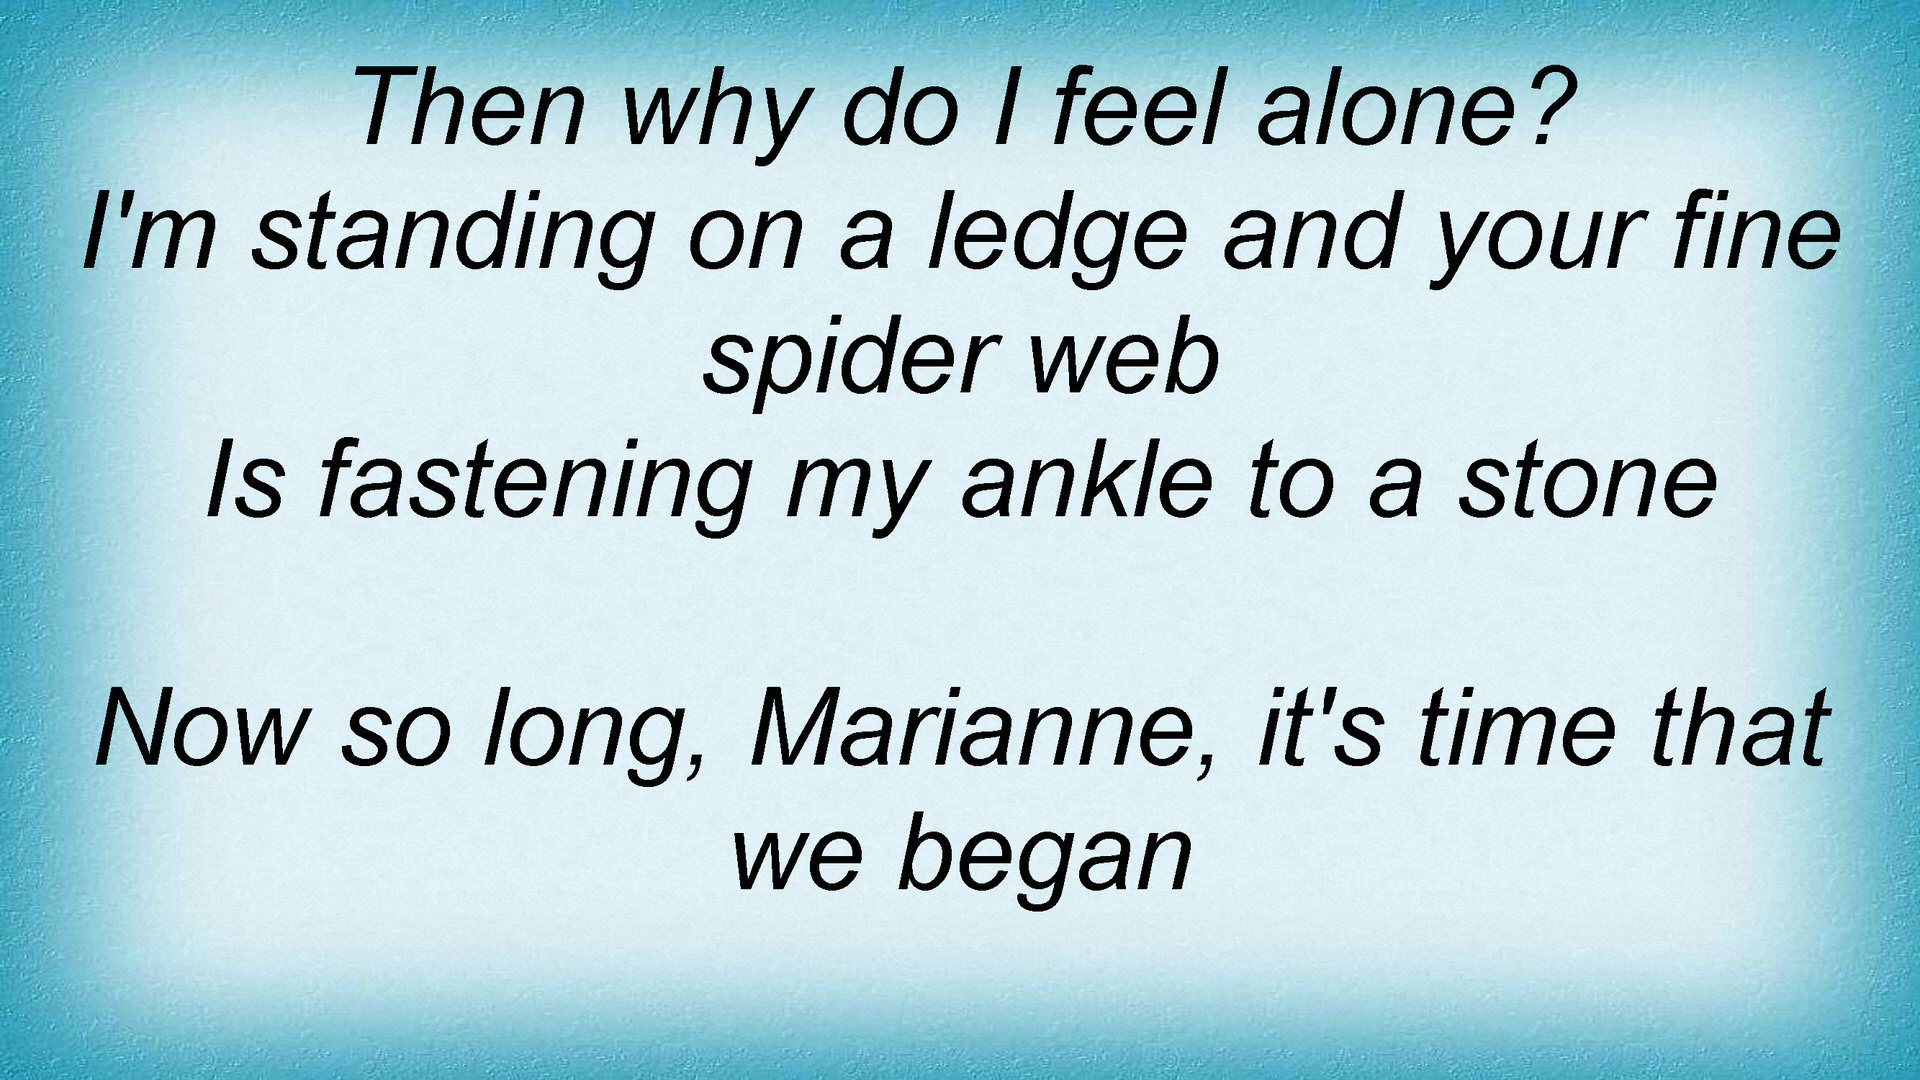 Then why do I feel alone?
I'm standing on a ledge and your fine
spider web
Is fastening my ankle to a stone
Now so long, Marianne, it's time that
we began